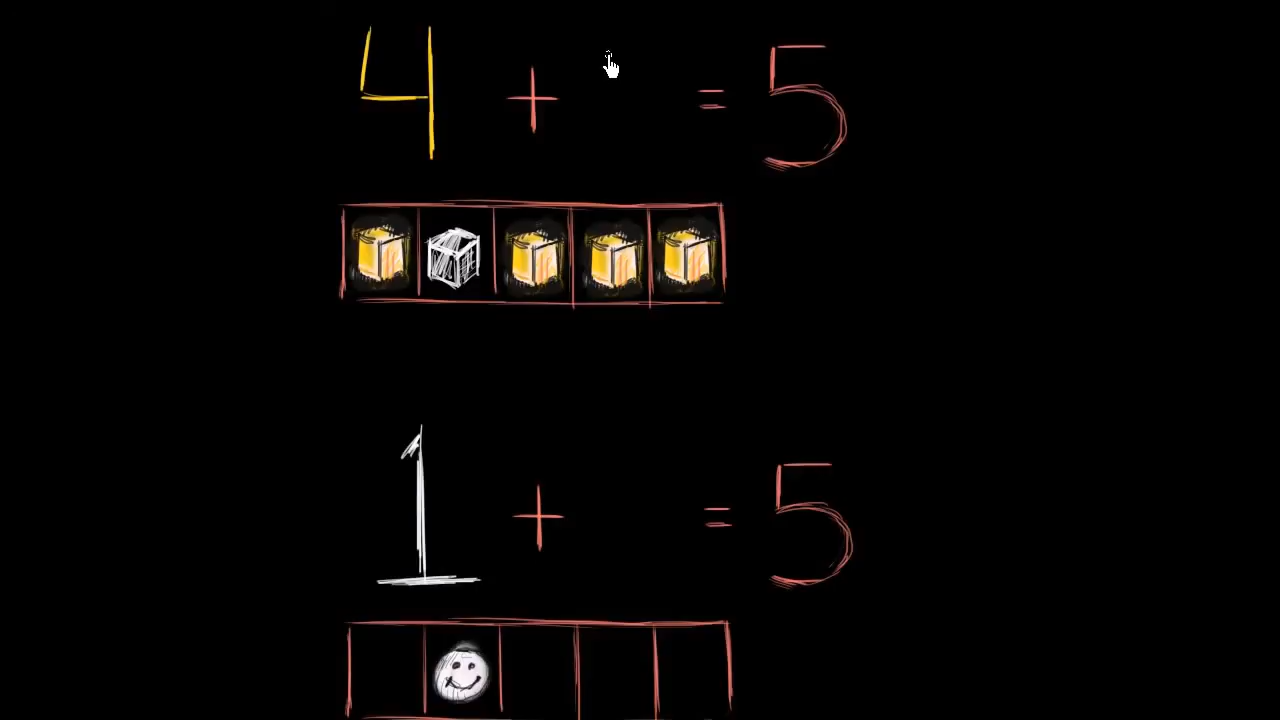 4 + = 5
1 + = 5